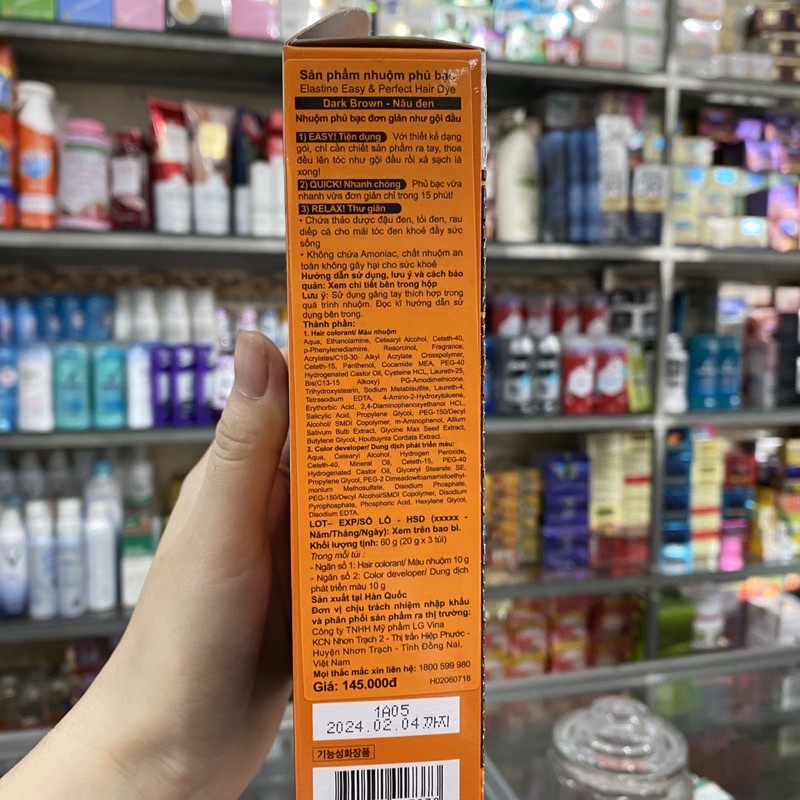 Sản phẩm nhuộm phủ bạc
Elastine Easy & Perfect Hair Dye
Dark Brown - Nâu đen
Nhuộm phủ bạc đơn giản như gội đầu
1) EASY! Tiện dụng Với thiết kế dạng
gói, chỉ cần chiết sản phẩm ra tay, thoa
đều lên tóc như gội đầu rồi xả sạch là
xong!
2) QUICK! Nhanh chóng Phủ bạc vừa
nhanh vừa đơn giản chỉ trong 15 phút!
3) RELAX! Thư giãn
• Chứa thảo dược đậu đen, tỏi đen, rau
diếp cá cho mái tóc đen khoẻ đầy sức
sống
• Không chứa Amoniac, chất nhuộm an
toàn không gây hại cho sức khoẻ
Hướng dẫn sử dụng, lưu ý và cách bảo
quản: Xem chi tiết bên trong hộp
Lưu ý: Sử dụng găng tay thích hợp trong
quá trình nhuộm. Đọc kĩ hướng dẫn sử
dụng bên trong.
Thành phần:
1. Hair colorant/ Màu nhuộm
Aqua, Ethanolamine, Cetearyl Alcohol, Ceteth-40,
p-Phenylenediamine, Resorcinol, Fragrance,
Acrylates/C10-30 Alkyl Acrylate Crosspolymer,
Ceteth-15, Panthenol, Cocamide MEA, PEG-40
Hydrogenated Castor Oil, Cysteine HCL, Laureth-25,
Bis(C13-15 Alkoxy) PG-Amodimethicone,
Trihydroxystearin, Sodium Metabisulfite, Laureth-4,
Tetrasodium EDTA, 4-Amino-2-Hydroxytoluene,
Erythorbic Acid, 2,4-Diaminophenoxyethanol HCL,
Salicylic Acid, Propylene Glycol, PEG-150/Decyl
Alcohol/ SMDI Copolymer, m-Aminophenol, Allium
Sativum Bulb Extract, Glycine Max Seed Extract,
Butylene Glycol, Houttuynia Cordata Extract.
2. Color developer/ Dung dịch phát triển màu:
Aqua, Cetearyl Alcohol, Hydrogen Peroxide,
Ceteth-40, Mineral Oil, Ceteth-15, PEG-40
Hydrogenated Castor Oil, Glyceryl Stearate SE,
Propylene Glycol, PEG-2 Dimeadowfoamamidoethyl-
monium Methosulfate, Disodium Phosphate,
PEG-150/Decyl Alcohol/SMDI Copolymer, Disodium
Pyrophosphate, Phosphoric Acid, Hexylene Glycol,
Disodium EDTA.
LOT– EXP/SỐ LÔ - HSD (xxxxx -
Năm/Tháng/Ngày): Xem trên bao bì.
Khối lượng tịnh: 60 g (20 g x 3 túi)
Trong mỗi túi :
- Ngăn số 1: Hair colorant/ Màu nhuộm 10 g
- Ngăn số 2: Color developer/ Dung dịch
phát triển màu 10 g
Sản xuất tại Hàn Quốc
Đơn vị chịu trách nhiệm nhập khẩu
và phân phối sản phẩm ra thị trường:
Công ty TNHH Mỹ phẩm LG Vina
KCN Nhơn Trạch 2 - Thị trấn Hiệp Phước -
Huyện Nhơn Trạch - Tỉnh Đồng Nai,
Việt Nam
Mọi thắc mắc xin liên hệ: 1800 599 980
H02060718
Giá: 145.000đ
1A05
2024.02.04까지
기능성화장품